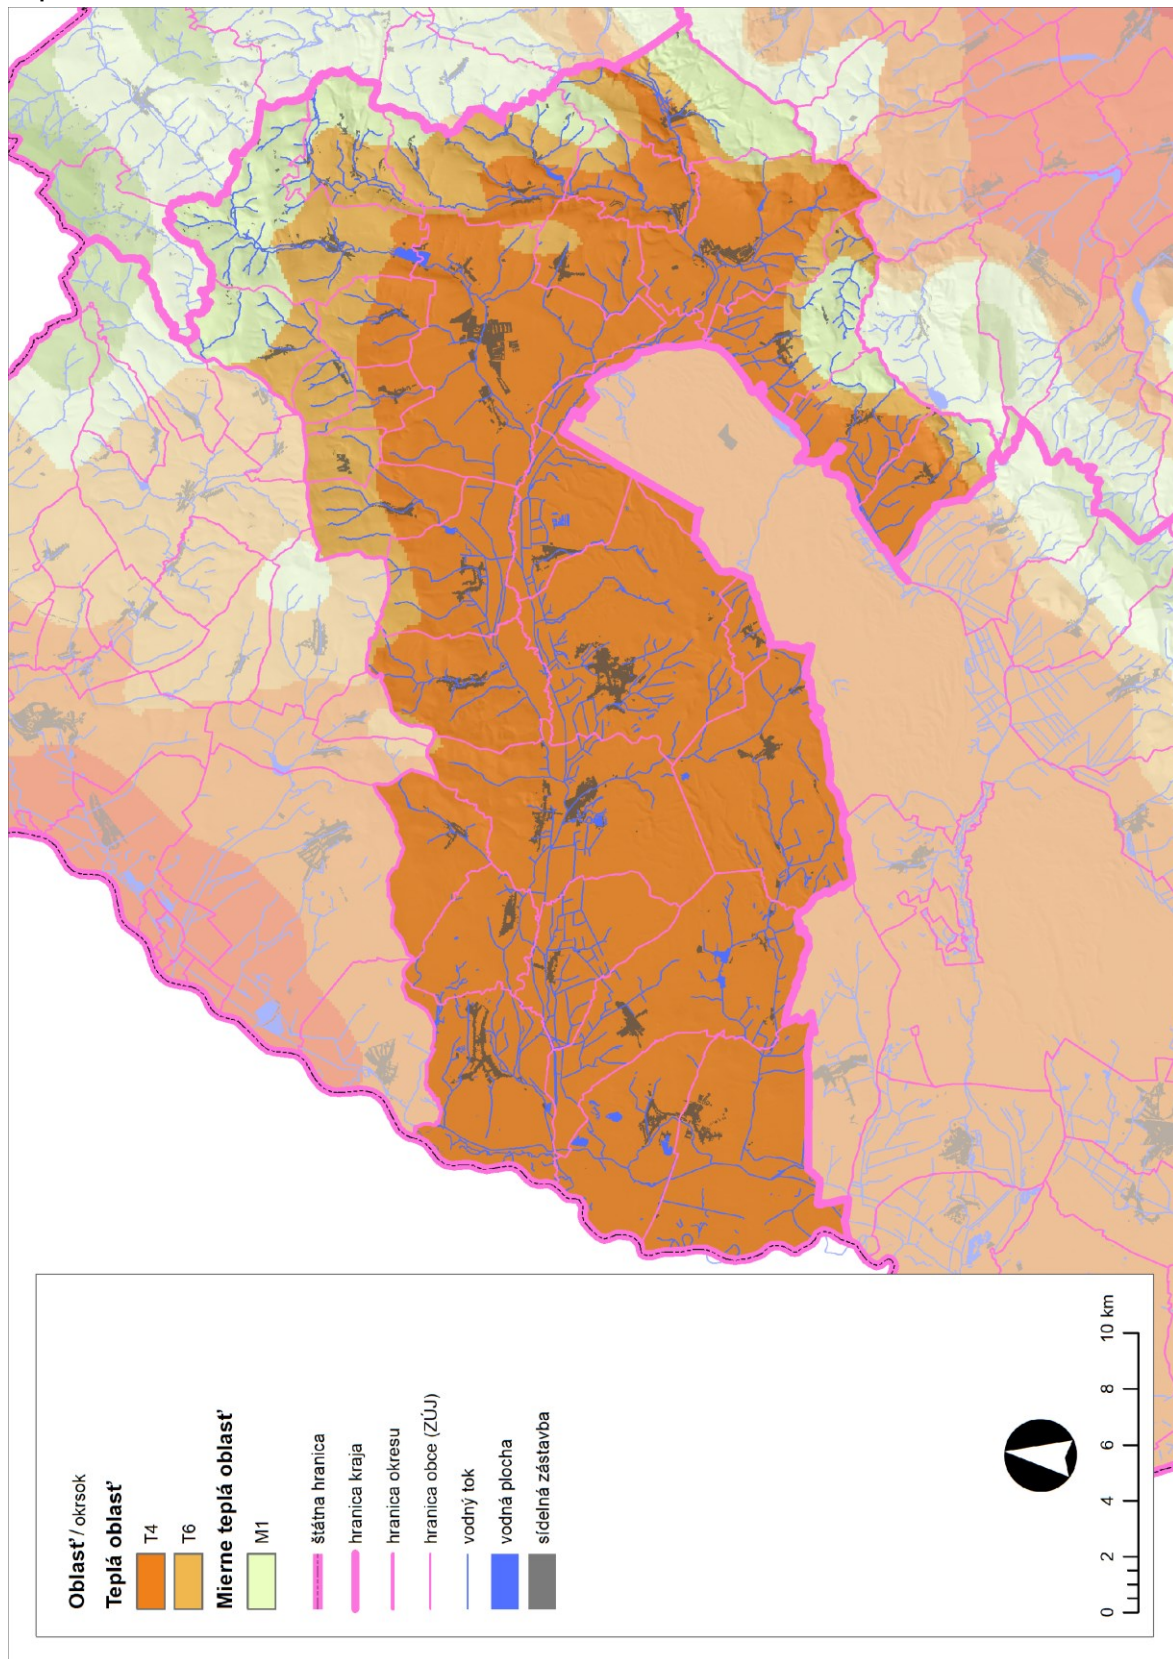 Oblasť / okrsok
Teplá oblasť
T4
T6
Mierne teplá oblasť
M1
štátna hranica
hranica kraja
hranica okresu
hranica obce (ZÚJ)
vodný tok
vodná plocha
sídelná zástavba
0 2 4 6 8 10 km